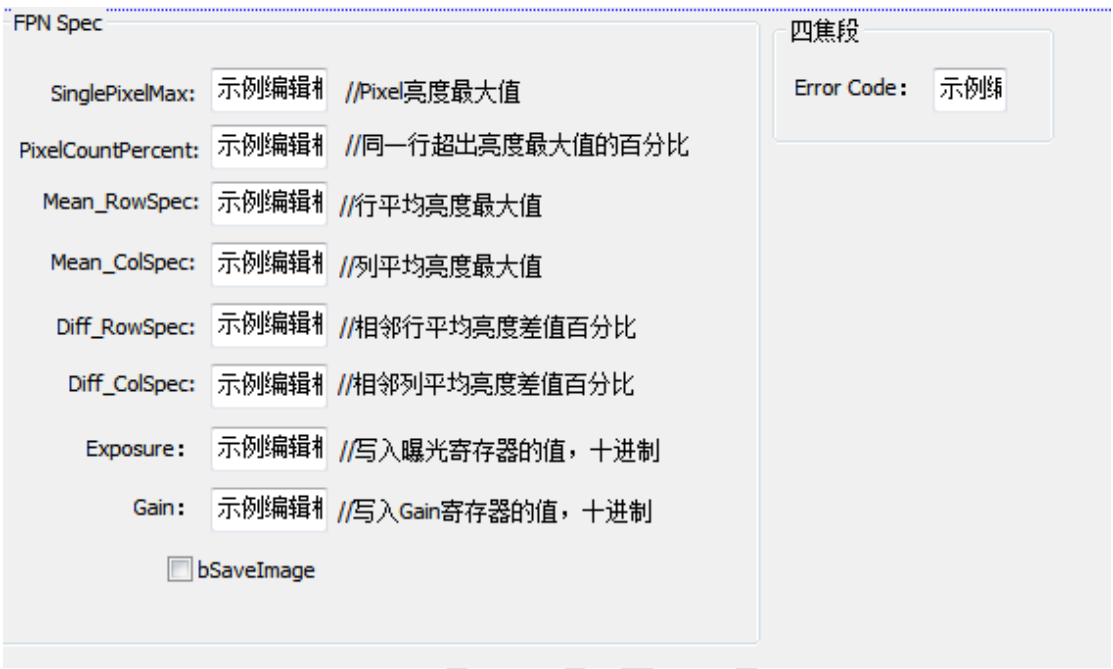 FPN Spec
SinglePixelMax: 示例编辑 //Pixel亮度最大值
PixelCountPercent: 示例编辑 //同一行超出亮度最大值的百分比
Mean_RowSpec: 示例编辑 //行平均亮度最大值
Mean_ColSpec: 示例编辑 //列平均亮度最大值
Diff_RowSpec: 示例编辑 //相邻行平均亮度差值百分比
Diff_ColSpec: 示例编辑 //相邻列平均亮度差值百分比
Exposure: 示例编辑 //写入曝光寄存器的值，十进制
Gain: 示例编辑 //写入Gain寄存器的值，十进制
bSaveImage
四焦段
Error Code: 示例编